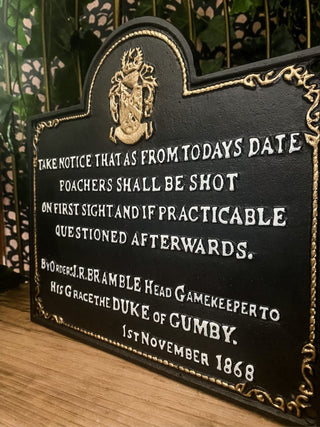 TAKE NOTICE THAT AS FROM TODAYS DATE
POACHERS SHALL BE SHOT
ON FIRST SIGHT AND IF PRACTICABLE
QUESTIONED AFTERWARDS.
BY ORDER: J.R. BRAMBLE HEAD GAMEKEEPER TO
HIS GRACE THE DUKE OF GUMBY.
1ST NOVEMBER 1868